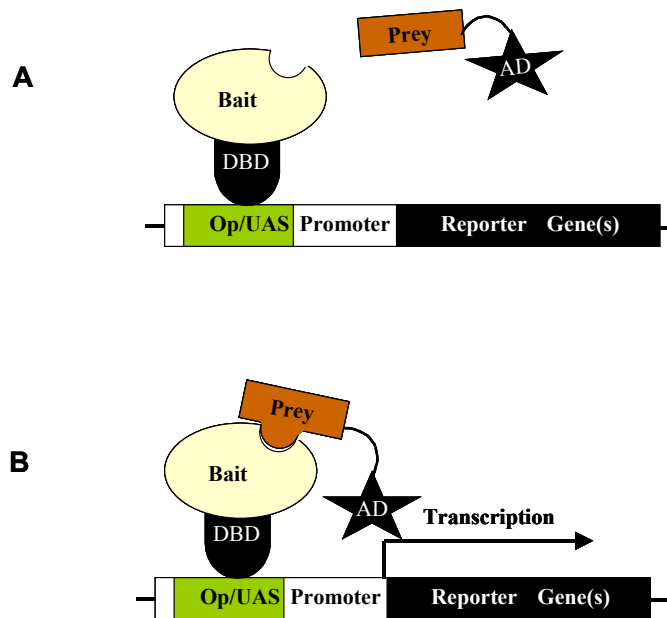 A
Prey
AD
Bait
DBD
Op/UAS Promoter Reporter Gene(s)
B
Prey
Bait
AD
Transcription
DBD
Op/UAS Promoter Reporter Gene(s)